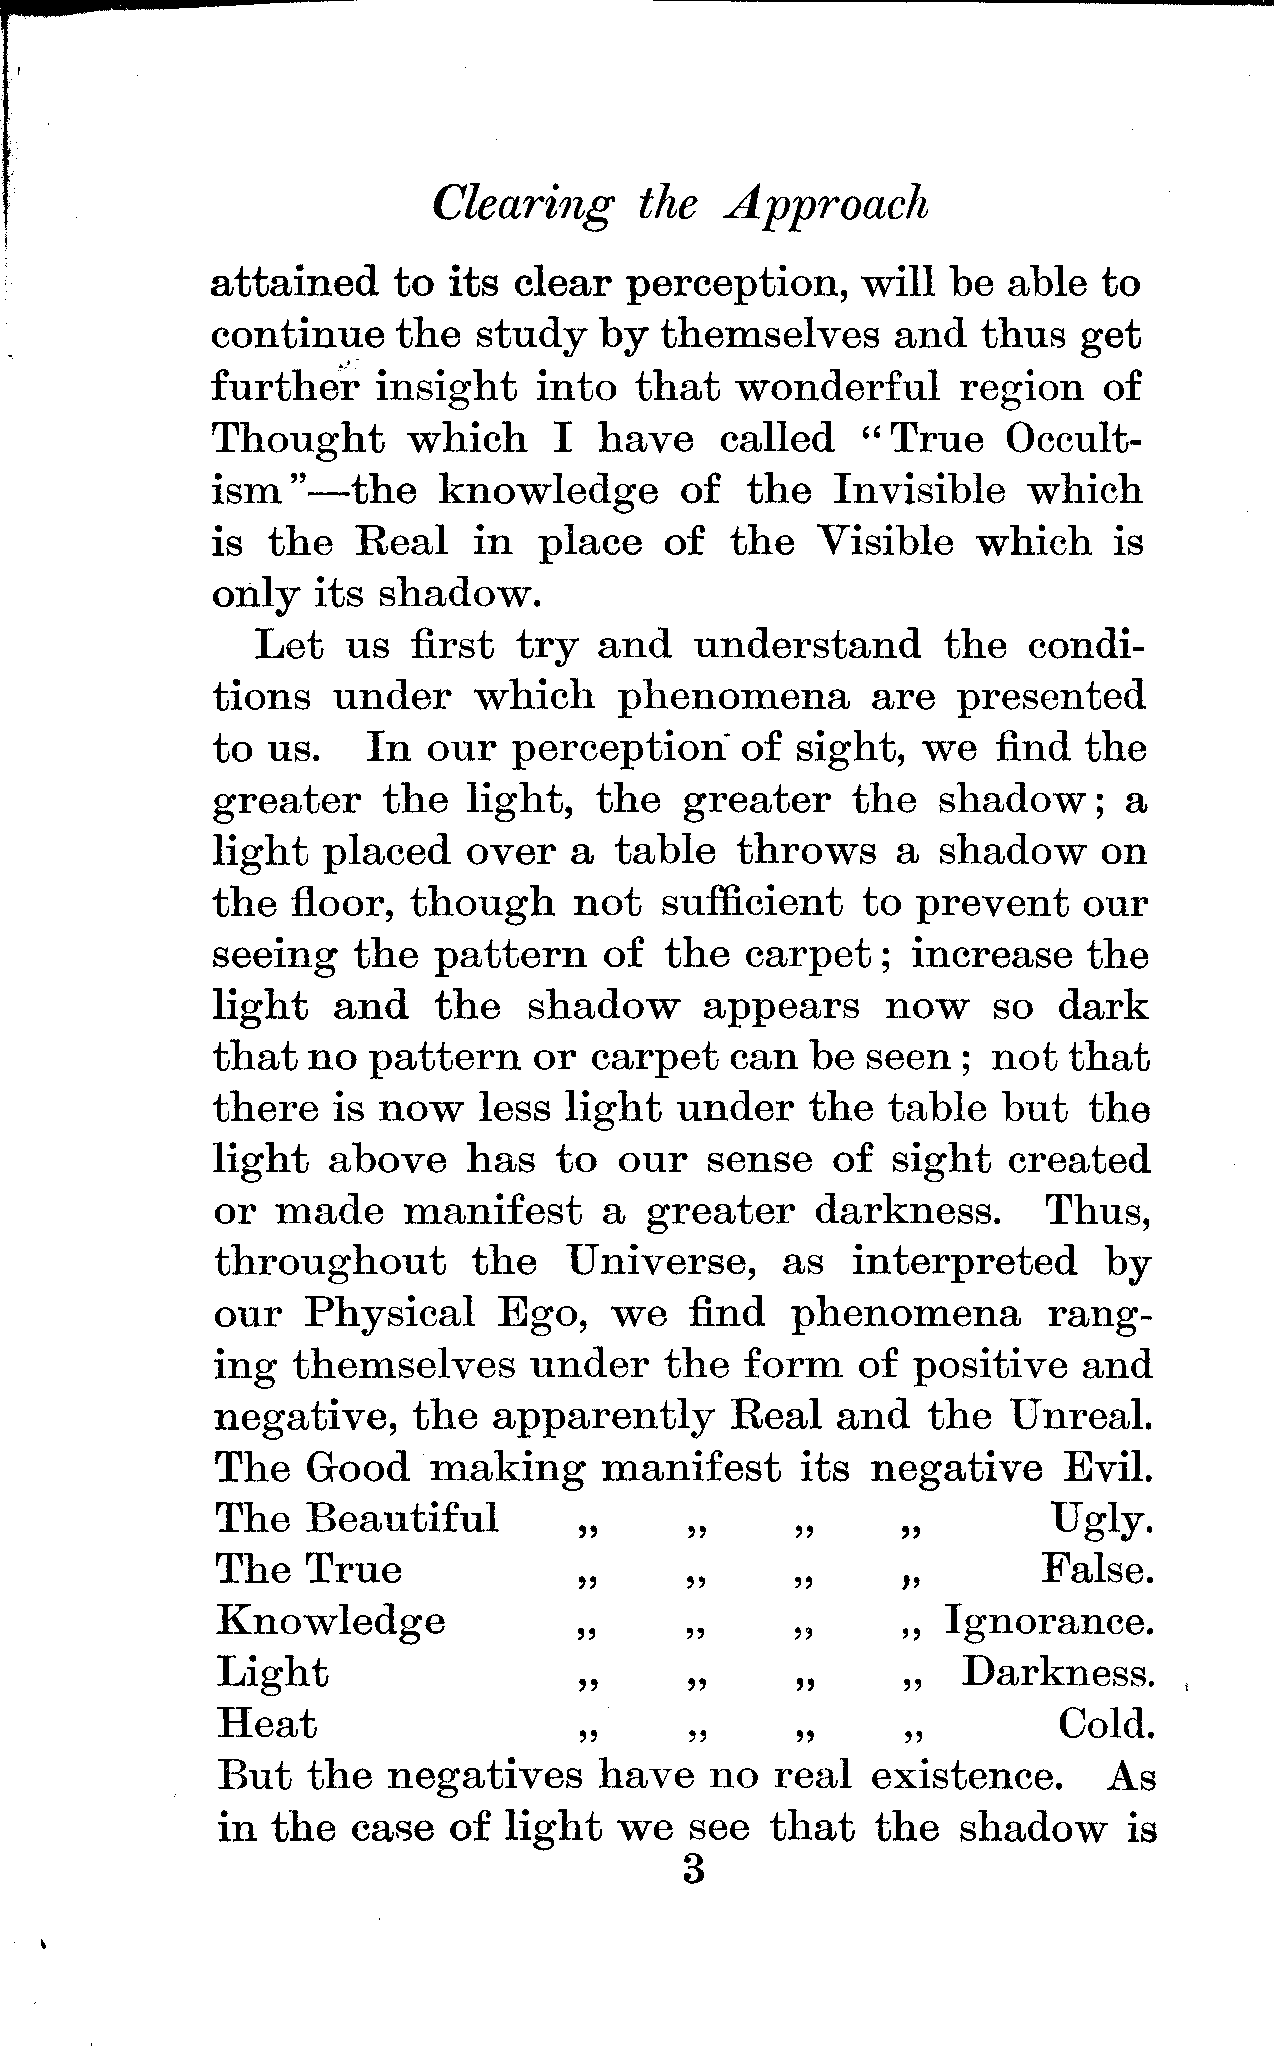 Clearing the Approach
attained to its clear perception, will be able to
continue the study by themselves and thus get
further insight into that wonderful region of
Thought which I have called “True Occult-
ism”—the knowledge of the Invisible which
is the Real in place of the Visible which is
only its shadow.
Let us first try and understand the condi-
tions under which phenomena are presented
to us. In our perception of sight, we find the
greater the light, the greater the shadow; a
light placed over a table throws a shadow on
the floor, though not sufficient to prevent our
seeing the pattern of the carpet; increase the
light and the shadow appears now so dark
that no pattern or carpet can be seen; not that
there is now less light under the table but the
light above has to our sense of sight created
or made manifest a greater darkness. Thus,
throughout the Universe, as interpreted by
our Physical Ego, we find phenomena rang-
ing themselves under the form of positive and
negative, the apparently Real and the Unreal.
The Good making manifest its negative Evil.
The Beautiful „ „ „ „ Ugly.
The True „ „ „ „ False.
Knowledge „ „ „ „ Ignorance.
Light „ „ „ „ Darkness.
Heat „ „ „ „ Cold.
But the negatives have no real existence. As
in the case of light we see that the shadow is
3